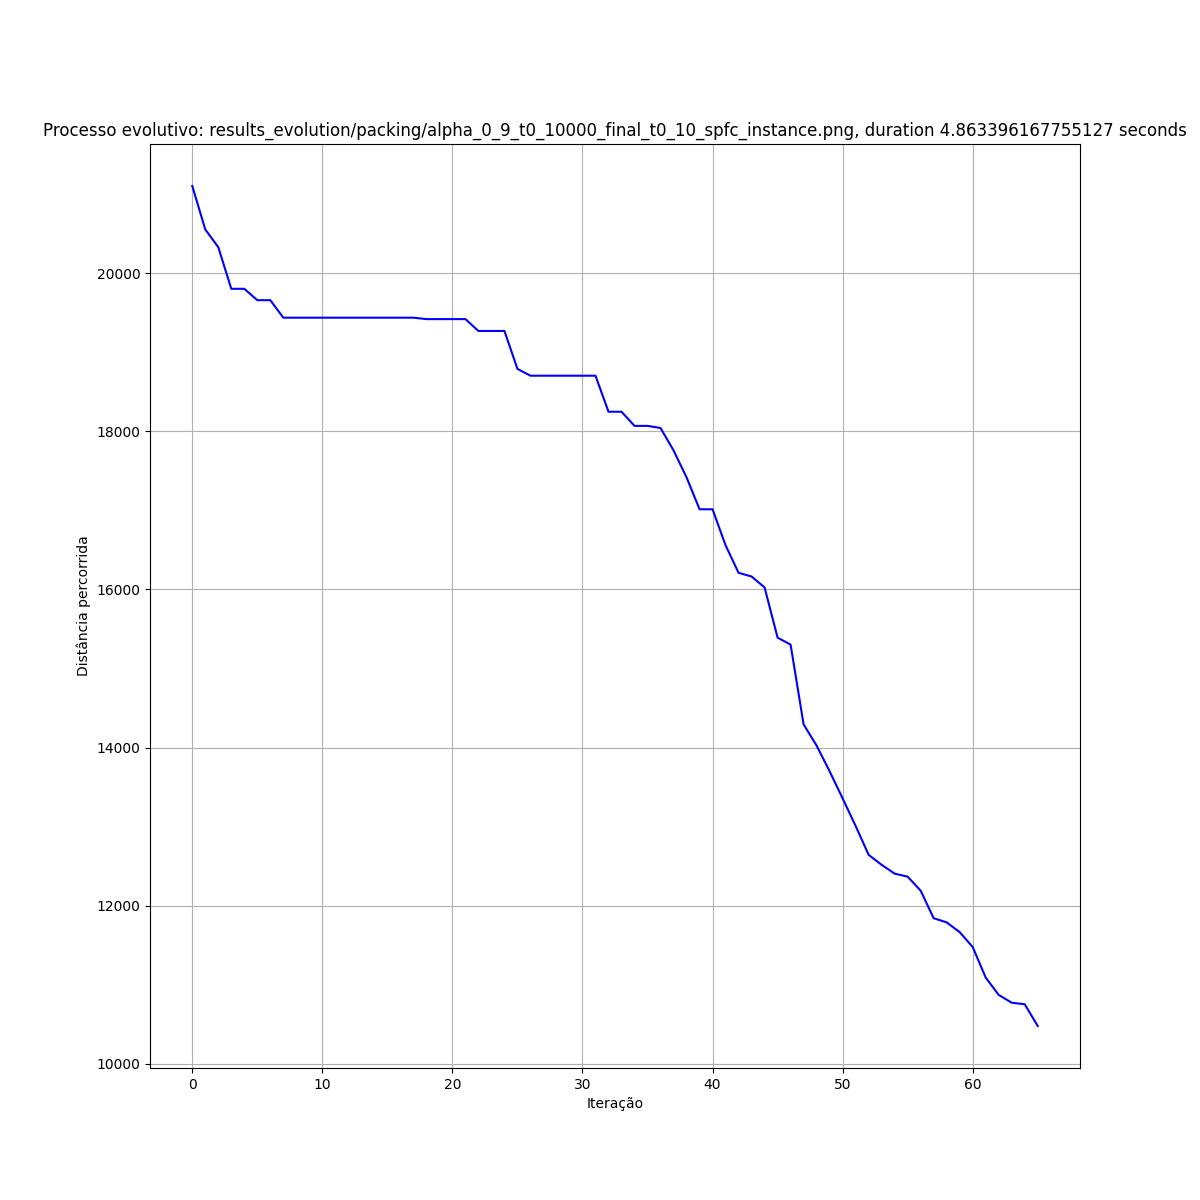 Processo evolutivo: results_evolution/packing/alpha_0_9_t0_10000_final_t0_10_spfc_instance.png, duration 4.863396167755127 seconds
20000
18000
16000
14000
12000
10000
Distância percorrida
0 10 20 30 40 50 60
Iteração